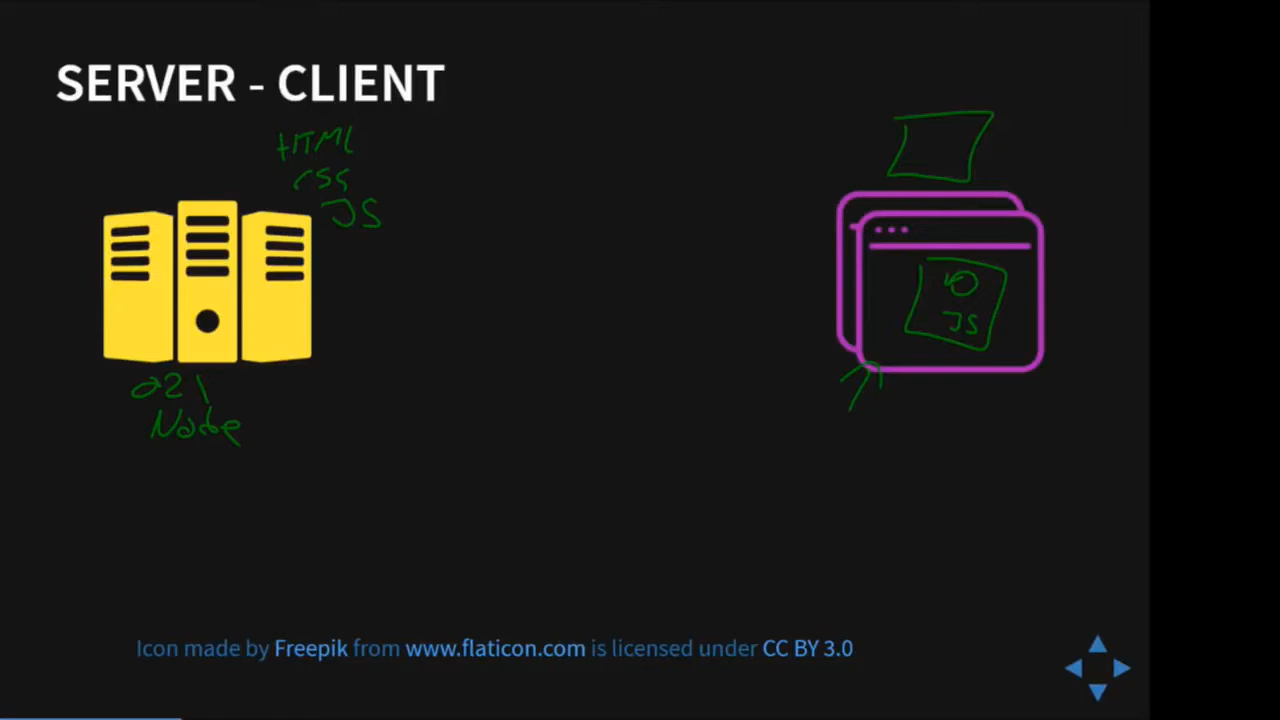 SERVER - CLIENT
HTML
CSS
JS
JS
Node
Icon made by Freepik from www.flaticon.com is licensed under CC BY 3.0